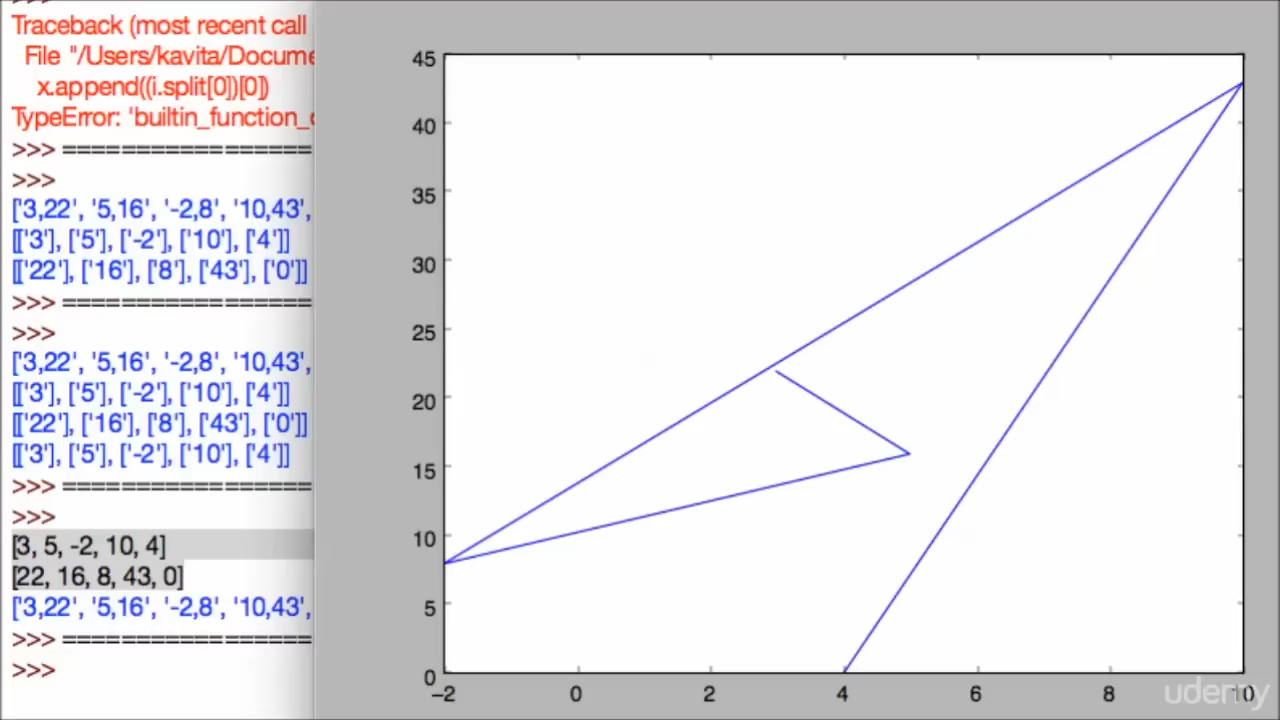 Traceback (most recent call
File "/Users/kavita/Docume
x.append((i.split[0])[0])
TypeError: 'builtin_function_
>>> =================
>>>
['3,22', '5,16', '-2,8', '10,43',
[['3'], ['5'], ['-2'], ['10'], ['4']]
[['22'], ['16'], ['8'], ['43'], ['0']]
>>> =================
>>>
['3,22', '5,16', '-2,8', '10,43',
[['3'], ['5'], ['-2'], ['10'], ['4']]
[['22'], ['16'], ['8'], ['43'], ['0']]
[['3'], ['5'], ['-2'], ['10'], ['4']]
>>> =================
>>>
[3, 5, -2, 10, 4]
[22, 16, 8, 43, 0]
['3,22', '5,16', '-2,8', '10,43',
>>> =================
>>>
45
40
35
30
25
20
15
10
5
0
−2 0 2 4 6 8 10
udemy